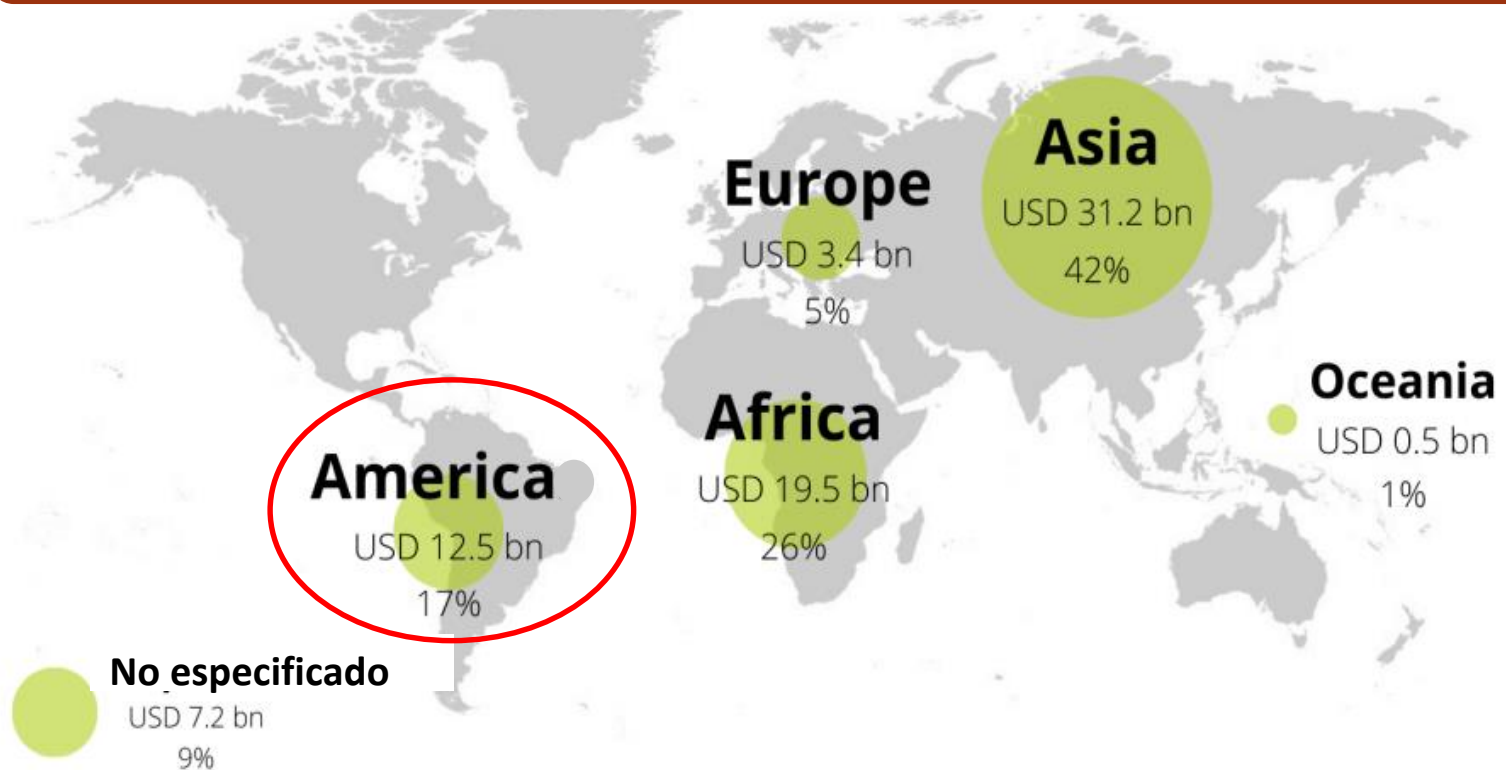 Asia
USD 31.2 bn
42%
Europe
USD 3.4 bn
5%
Oceania
USD 0.5 bn
1%
Africa
USD 19.5 bn
26%
America
USD 12.5 bn
17%
No especificado
USD 7.2 bn
9%